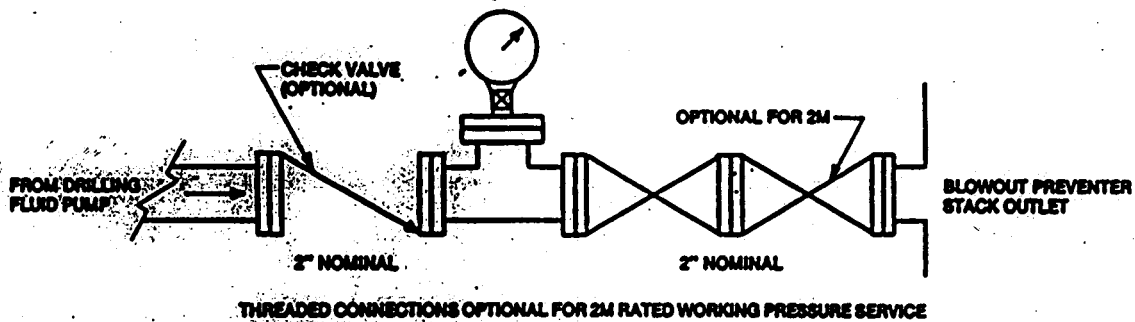 CHECK VALVE
(OPTIONAL)
OPTIONAL FOR 2M
FROM DRILLING
FLUID PUMP
BLOWOUT PREVENTER
STACK OUTLET
2" NOMINAL
2" NOMINAL
THREADED CONNECTIONS OPTIONAL FOR 2M RATED WORKING PRESSURE SERVICE